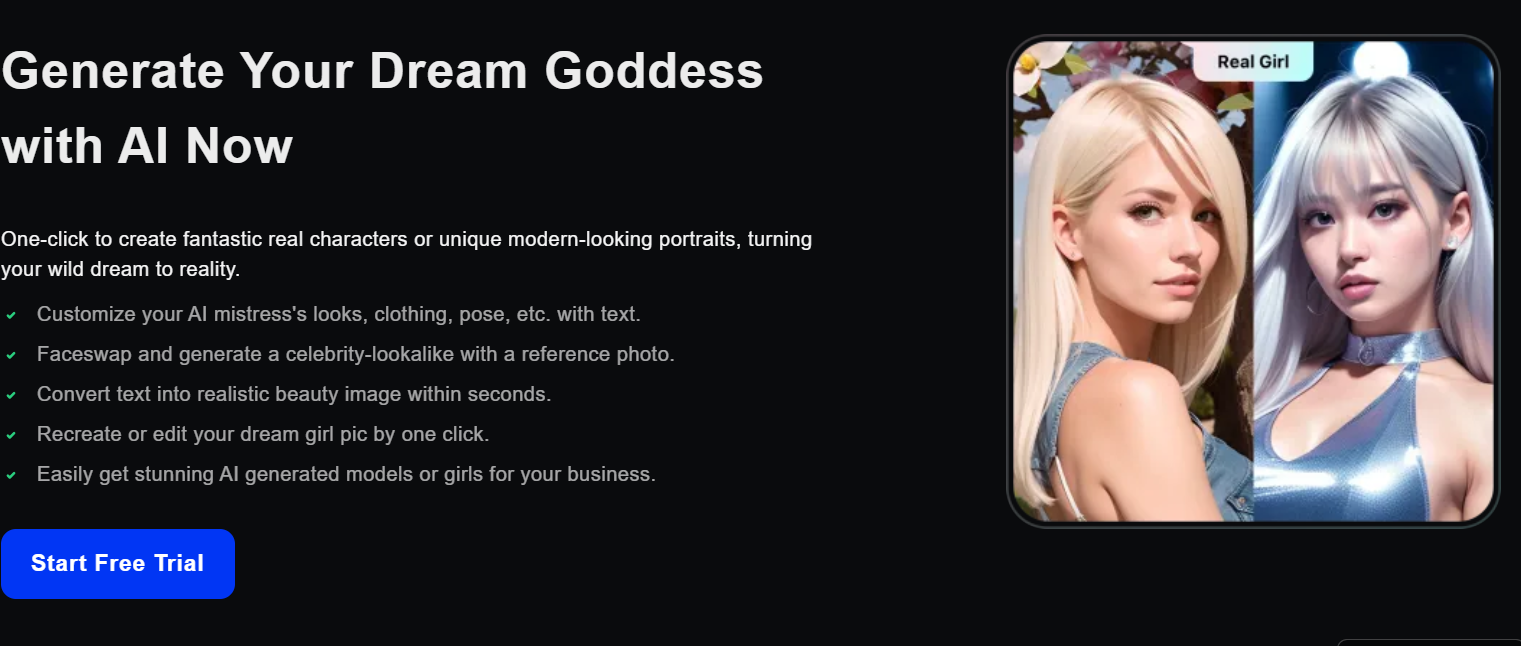 Generate Your Dream Goddess
with AI Now
One-click to create fantastic real characters or unique modern-looking portraits, turning
your wild dream to reality.
Customize your AI mistress's looks, clothing, pose, etc. with text.
Faceswap and generate a celebrity-lookalike with a reference photo.
Convert text into realistic beauty image within seconds.
Recreate or edit your dream girl pic by one click.
Easily get stunning AI generated models or girls for your business.
Start Free Trial
Real Girl